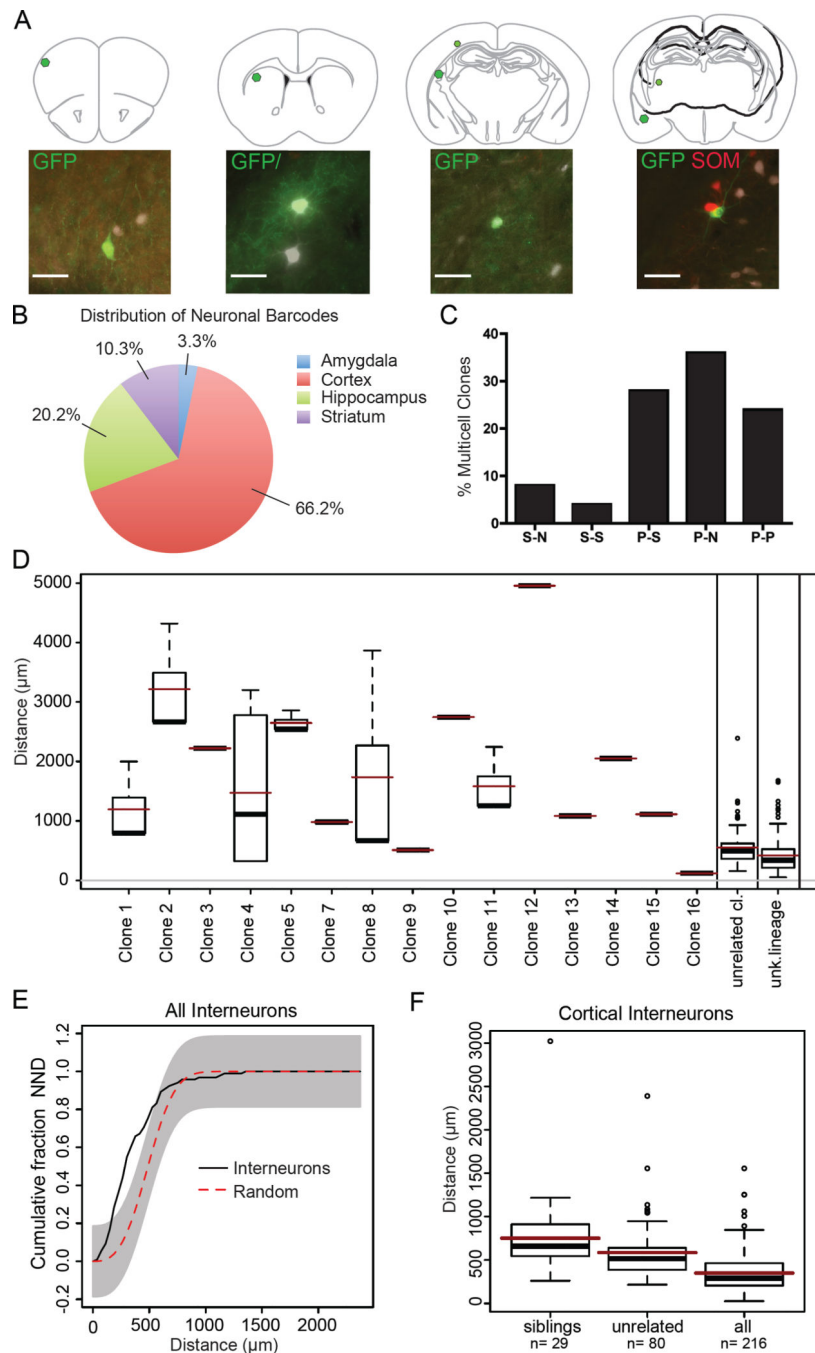 A
GFP
GFP/
GFP
GFP SOM
B
Distribution of Neuronal Barcodes
3.3%
10.3%
20.2%
66.2%
Amygdala
Cortex
Hippocampus
Striatum
C
% Multicell Clones
40
30
20
10
0
S-N S-S P-S P-N P-P
D
Distance (µm)
5000
4000
3000
2000
1000
0
Clone 1
Clone 2
Clone 3
Clone 4
Clone 5
Clone 7
Clone 8
Clone 9
Clone 10
Clone 11
Clone 12
Clone 13
Clone 14
Clone 15
Clone 16
unrelated cl.
unk.lineage
E
All Interneurons
Cumulative fraction NND
1.2
1.0
0.8
0.6
0.4
0.2
0.0
-0.2
Interneurons
Random
0 500 1000 1500 2000
Distance (µm)
F
Cortical Interneurons
Distance (µm)
3000
2500
2000
1500
1000
500
0
siblings unrelated all
n= 29 n= 80 n= 216